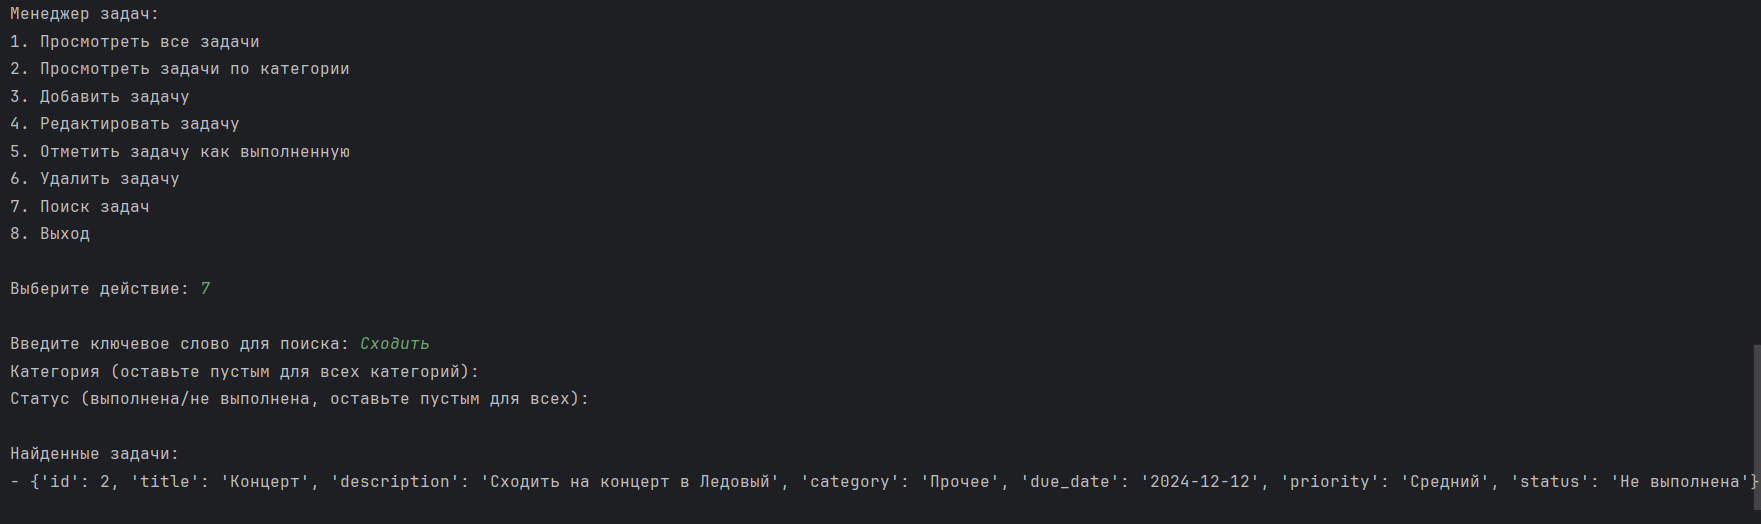 Менеджер задач:
1. Просмотреть все задачи
2. Просмотреть задачи по категории
3. Добавить задачу
4. Редактировать задачу
5. Отметить задачу как выполненную
6. Удалить задачу
7. Поиск задач
8. Выход
Выберите действие: 7
Введите ключевое слово для поиска: Сходить
Категория (оставьте пустым для всех категорий):
Статус (выполнена/не выполнена, оставьте пустым для всех):
Найденные задачи:
- {'id': 2, 'title': 'Концерт', 'description': 'Сходить на концерт в Ледовый', 'category': 'Прочее', 'due_date': '2024-12-12', 'priority': 'Средний', 'status': 'Не выполнена'}